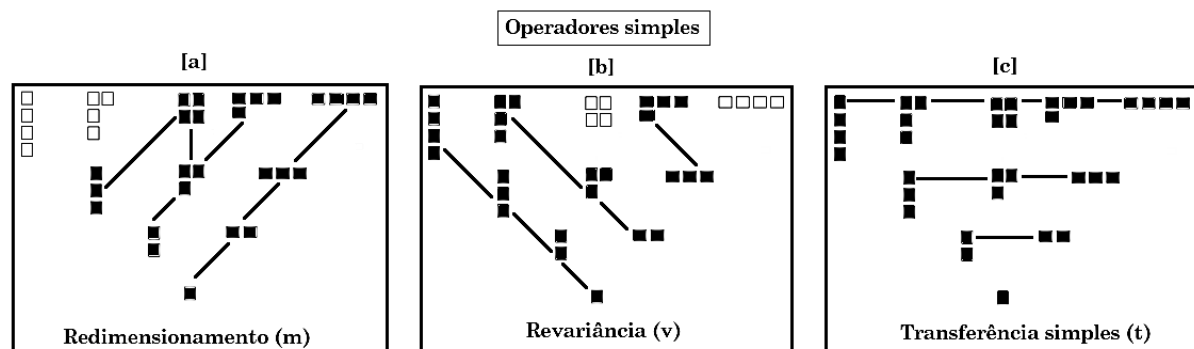 Operadores simples
[a]
[b]
[c]
Redimensionamento (m)
Revariância (v)
Transferência simples (t)